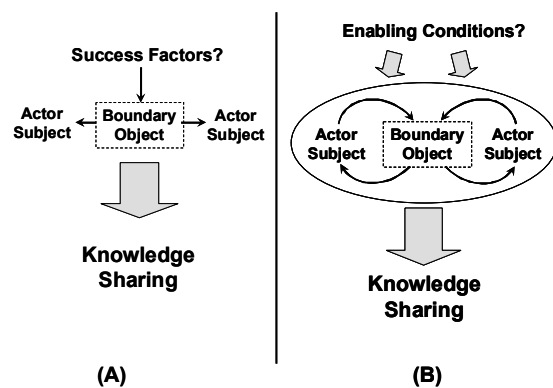 Success Factors?
Actor
Subject
Boundary
Object
Actor
Subject
Knowledge
Sharing
(A)
Enabling Conditions?
Actor
Subject
Boundary
Object
Actor
Subject
Knowledge
Sharing
(B)